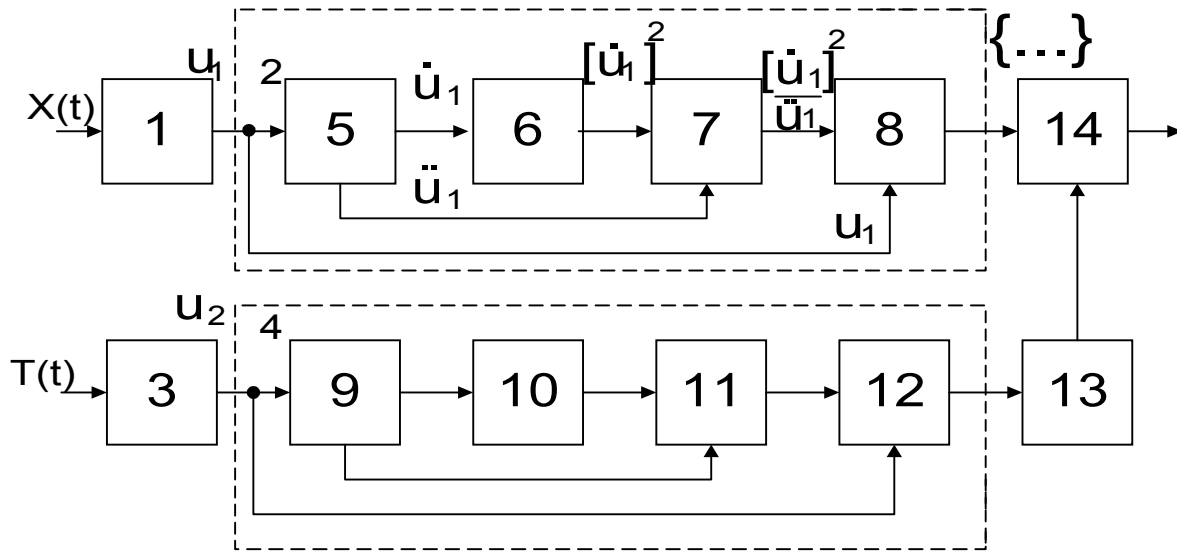 X(t)
u₁
1
2
5
u̇₁
ü₁
6
[u̇₁]²
7
[u̇₁]²/ü₁
8
u₁
{...}
14
T(t)
u₂
3
4
9
10
11
12
13